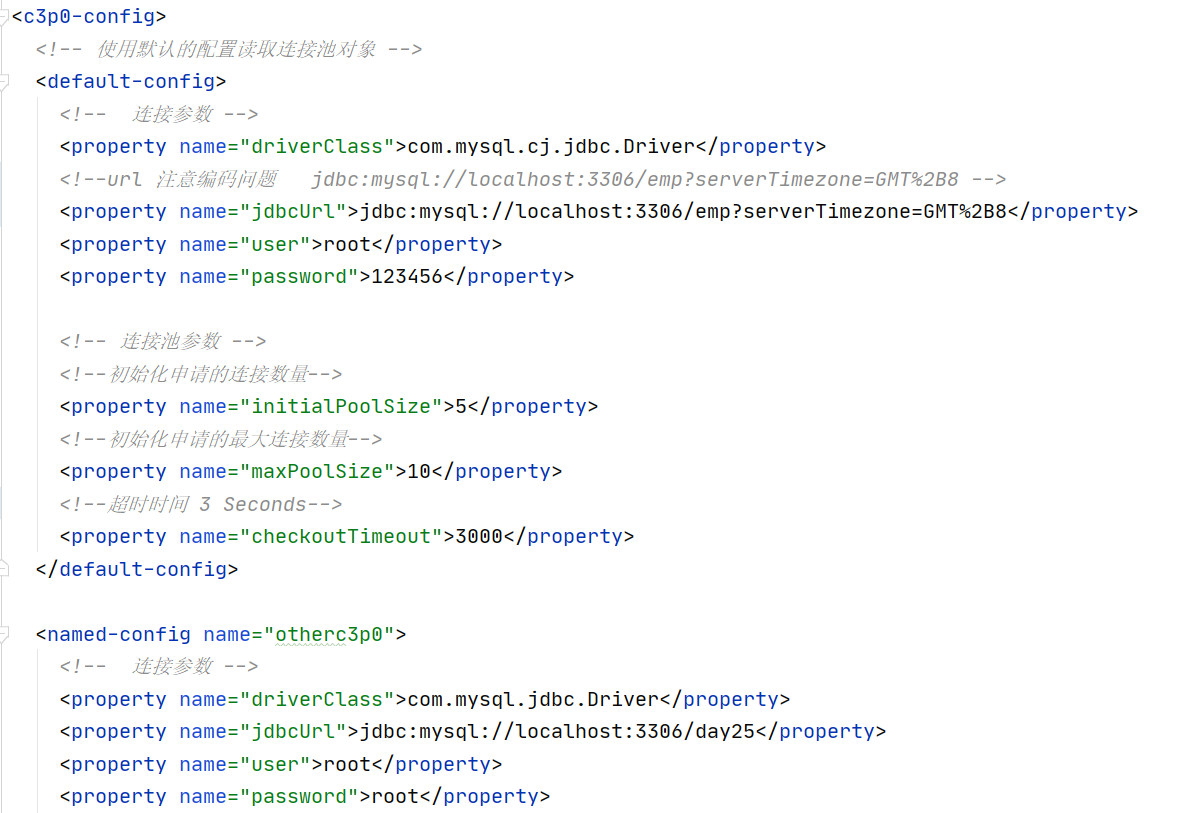 <c3p0-config>
<!-- 使用默认的配置读取连接池对象 -->
<default-config>
<!--  连接参数 -->
<property name="driverClass">com.mysql.cj.jdbc.Driver</property>
<!--url 注意编码问题   jdbc:mysql://localhost:3306/emp?serverTimezone=GMT%2B8 -->
<property name="jdbcUrl">jdbc:mysql://localhost:3306/emp?serverTimezone=GMT%2B8</property>
<property name="user">root</property>
<property name="password">123456</property>
<!-- 连接池参数 -->
<!--初始化申请的连接数量-->
<property name="initialPoolSize">5</property>
<!--初始化申请的最大连接数量-->
<property name="maxPoolSize">10</property>
<!--超时时间 3 Seconds-->
<property name="checkoutTimeout">3000</property>
</default-config>
<named-config name="otherc3p0">
<!--  连接参数 -->
<property name="driverClass">com.mysql.jdbc.Driver</property>
<property name="jdbcUrl">jdbc:mysql://localhost:3306/day25</property>
<property name="user">root</property>
<property name="password">root</property>